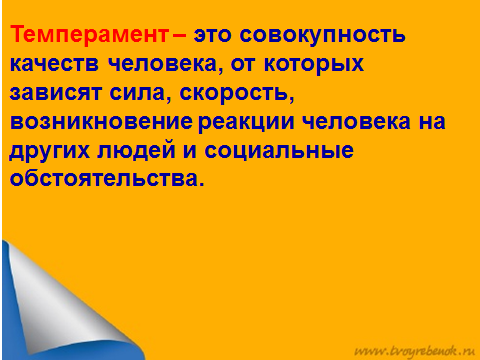 Темперамент – это совокупность
качеств человека, от которых
зависят сила, скорость,
возникновение реакции человека на
других людей и социальные
обстоятельства.
www.tvoyrebenok.ru